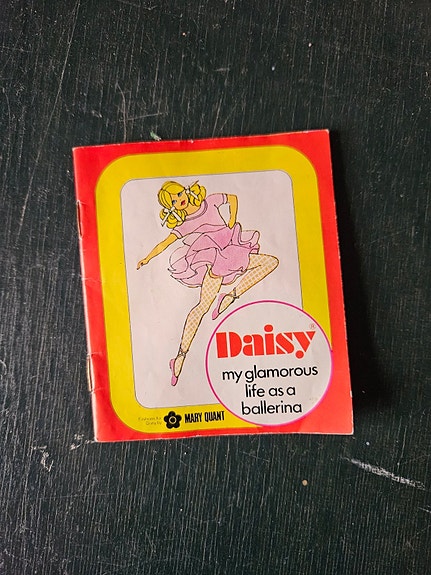 Daisy®
my glamorous
life as a
ballerina
MARY QUANT